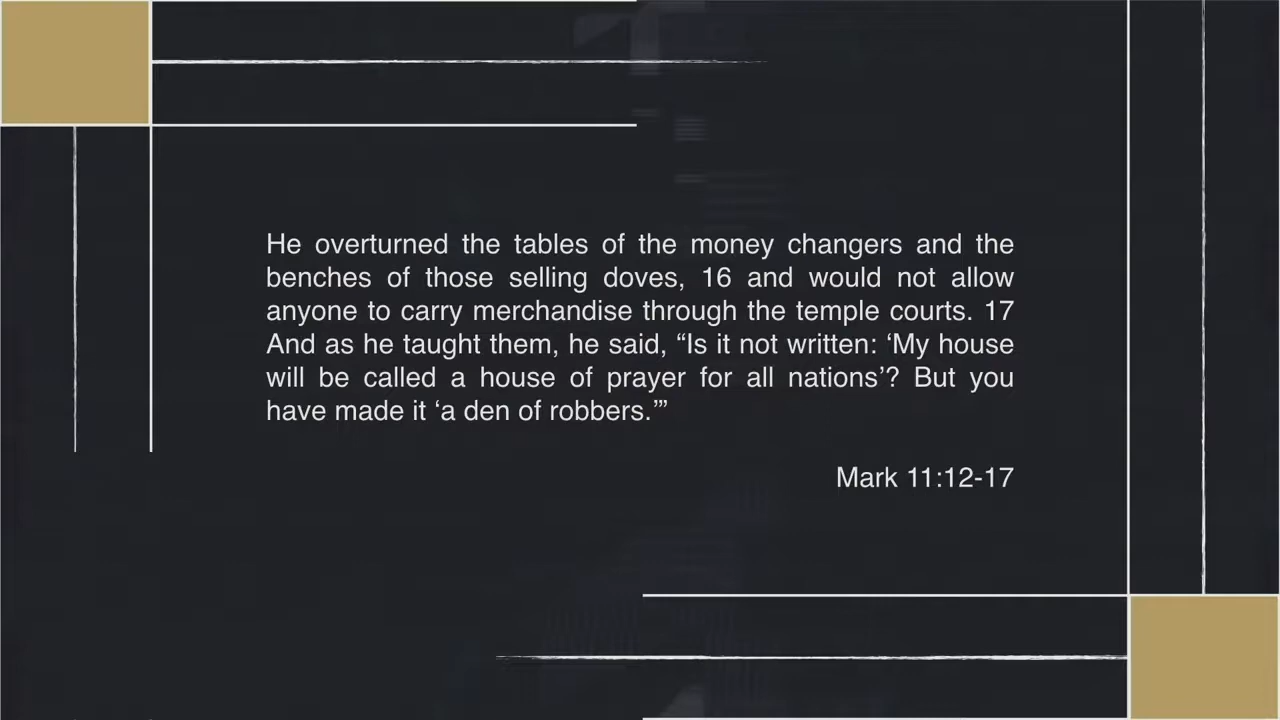 He overturned the tables of the money changers and the
benches of those selling doves, 16 and would not allow
anyone to carry merchandise through the temple courts. 17
And as he taught them, he said, “Is it not written: ‘My house
will be called a house of prayer for all nations’? But you
have made it ‘a den of robbers.’”
Mark 11:12-17